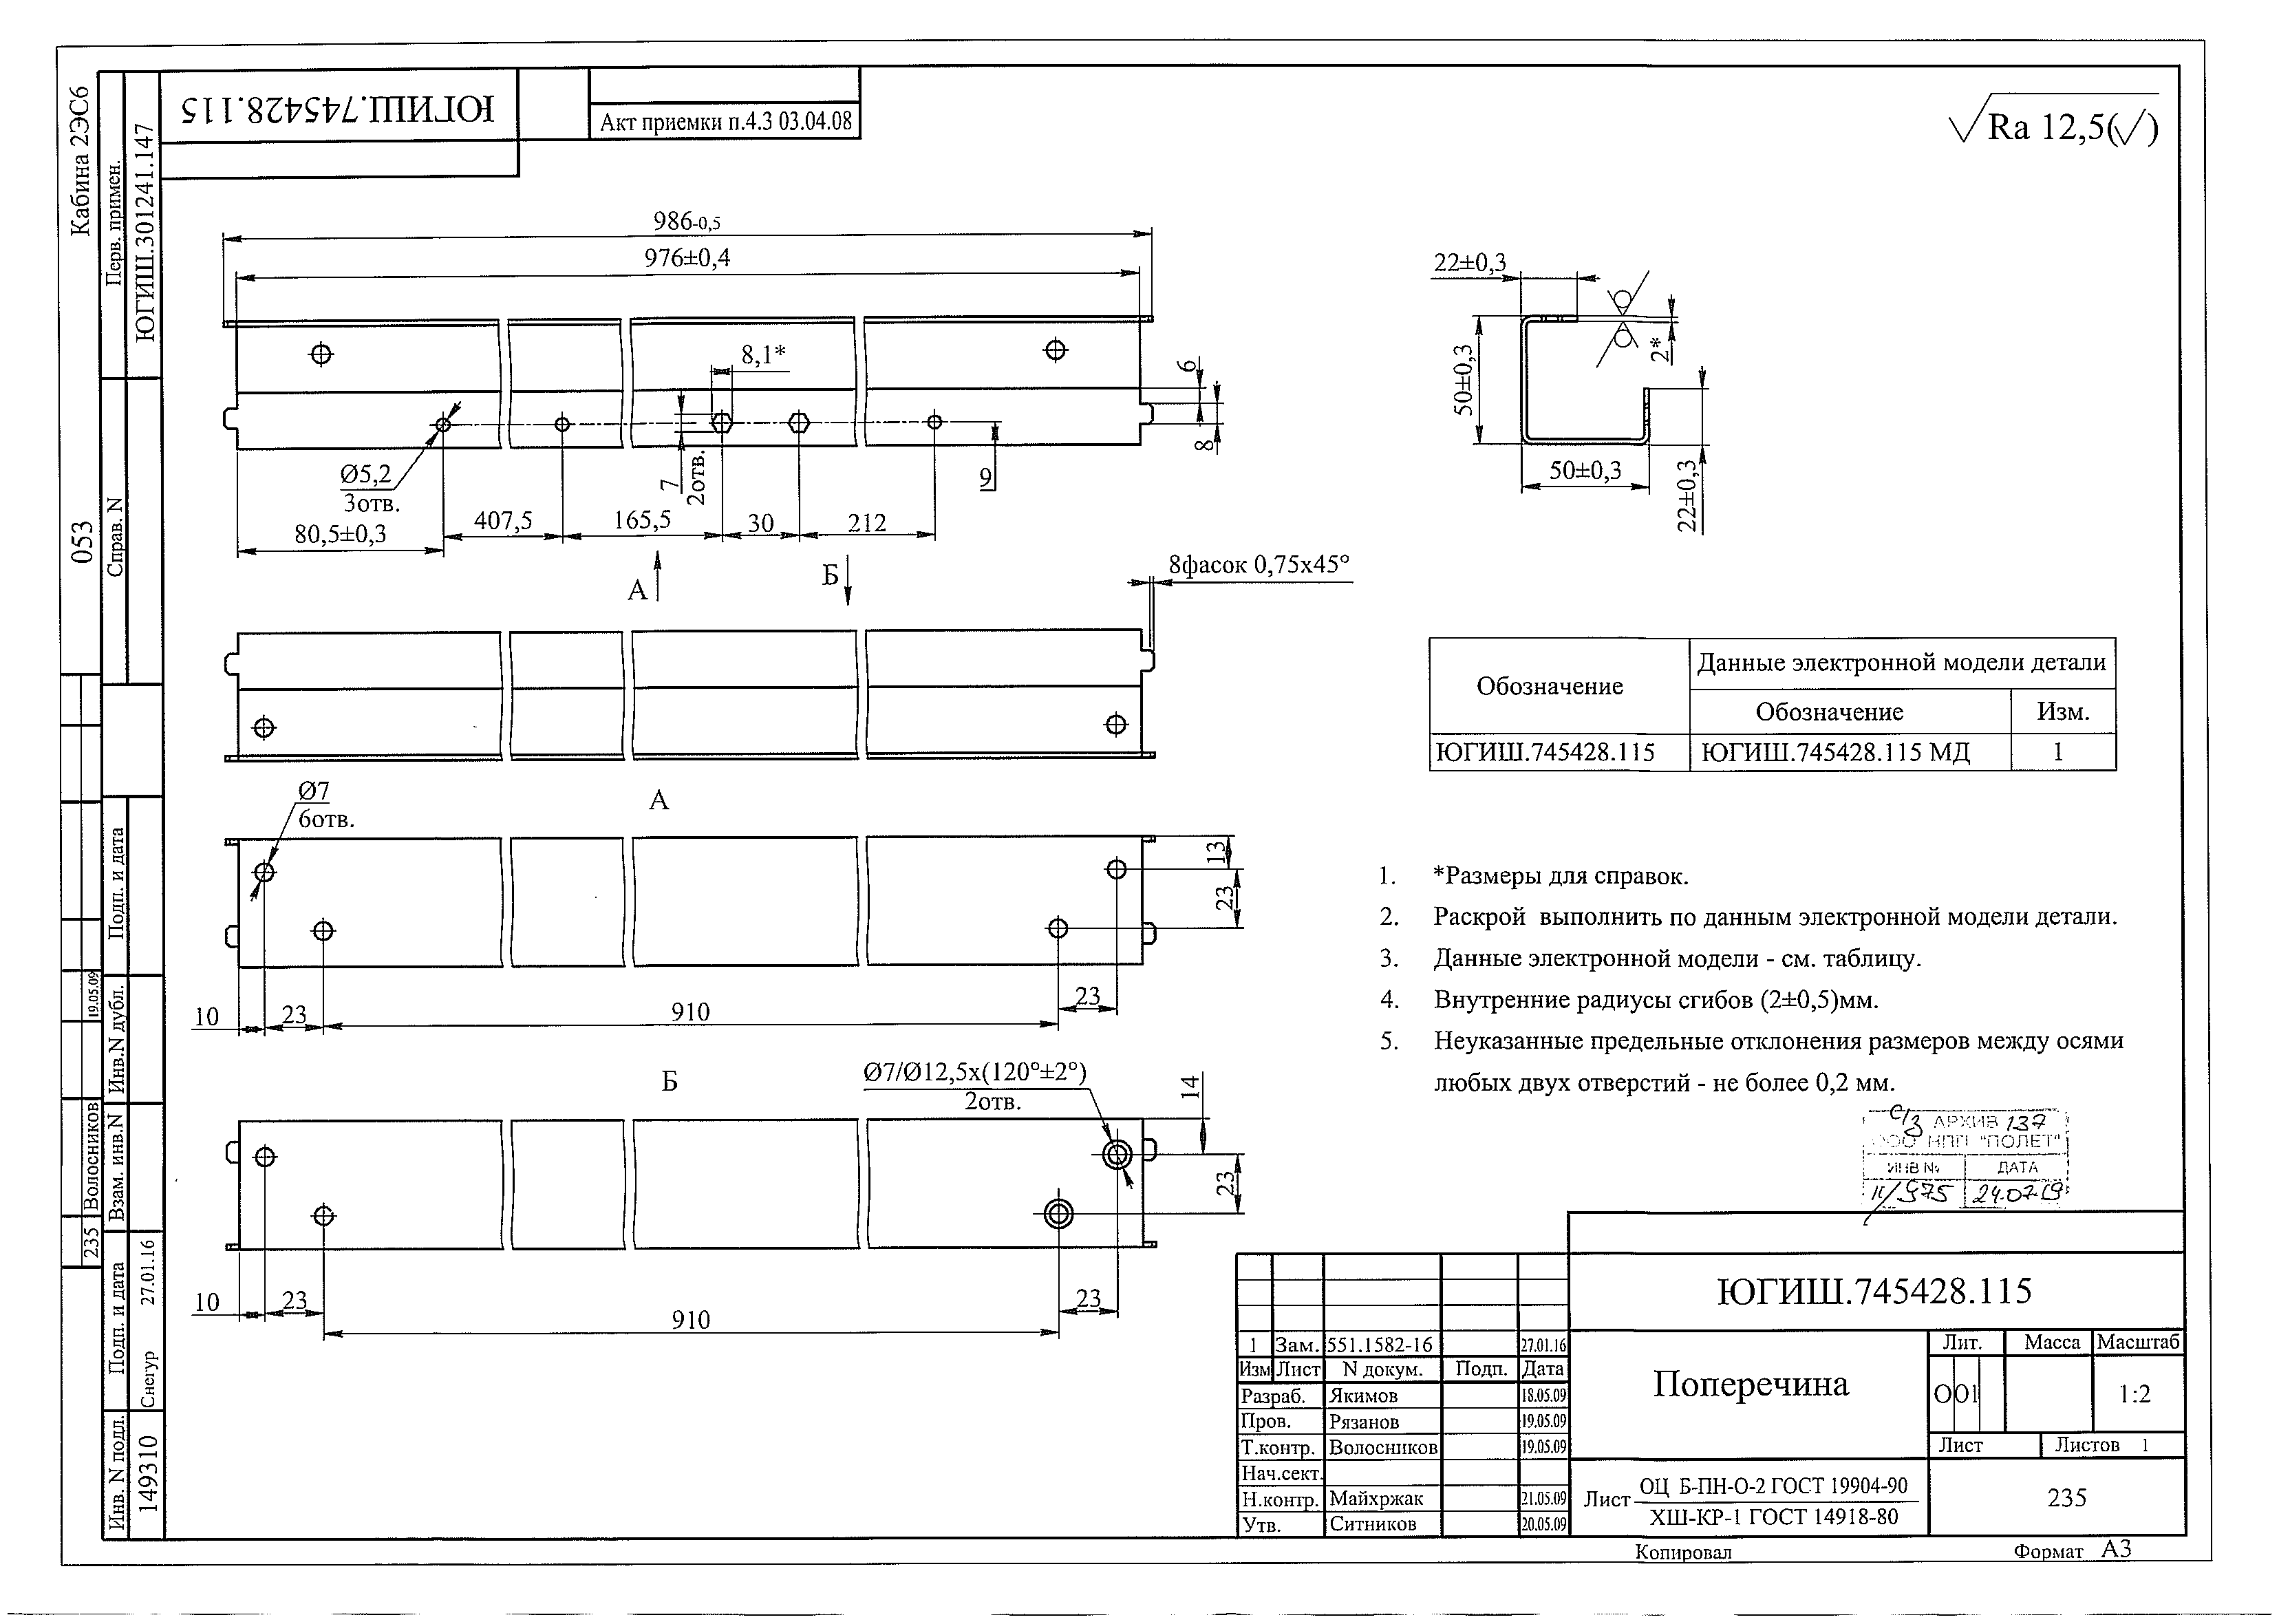 Кабина 2ЭС6
053
Перв. примен.
ЮГИШ.301241.147
Справ. N
Подп. и дата
Инв.N дубл.
19.05.09
Взам. инв.N
Волосников
235
Подп. и дата
Снегур 27.01.16
Инв. N подл.
149310
ЮГИШ.745428.115
Акт приемки п.4.3 03.04.08
√Ra 12,5(√)
986-0,5
976±0,4
8,1*
6
8
Ø5,2
3отв.
7
2отв.
9
80,5±0,3
407,5
165,5
30
212
А
Б
22±0,3
50±0,3
2*
50±0,3
22±0,3
8фасок 0,75х45°
Обозначение
Данные электронной модели детали
Обозначение
Изм.
ЮГИШ.745428.115
ЮГИШ.745428.115 МД
1
А
Ø7
6отв.
13
23
10
23
910
23
Б
Ø7/Ø12,5х(120°±2°)
2отв.
14
23
10
23
910
23
1. *Размеры для справок.
2. Раскрой выполнить по данным электронной модели детали.
3. Данные электронной модели - см. таблицу.
4. Внутренние радиусы сгибов (2±0,5)мм.
5. Неуказанные предельные отклонения размеров между осями
любых двух отверстий - не более 0,2 мм.
АРХИВ 137
ООО НПП "ПОЛЕТ"
ИНВ № ДАТА
24.07.19
ЮГИШ.745428.115
1 Зам. 551.1582-16 27.01.16
Изм Лист N докум. Подп. Дата
Разраб. Якимов 18.05.09
Пров. Рязанов 19.05.09
Т.контр. Волосников 19.05.09
Нач.сект.
Н.контр. Майхржак 21.05.09
Утв. Ситников 20.05.09
Поперечина
Лит. Масса Масштаб
О О1 1:2
Лист Листов 1
Лист ОЦ Б-ПН-О-2 ГОСТ 19904-90
ХШ-КР-1 ГОСТ 14918-80
235
Копировал
Формат А3